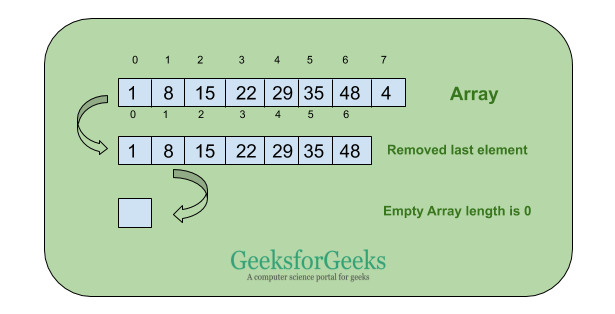 0 1 2 3 4 5 6 7
1 8 15 22 29 35 48 4 Array
0 1 2 3 4 5 6
1 8 15 22 29 35 48 Removed last element
Empty Array length is 0
GeeksforGeeks
A computer science portal for geeks